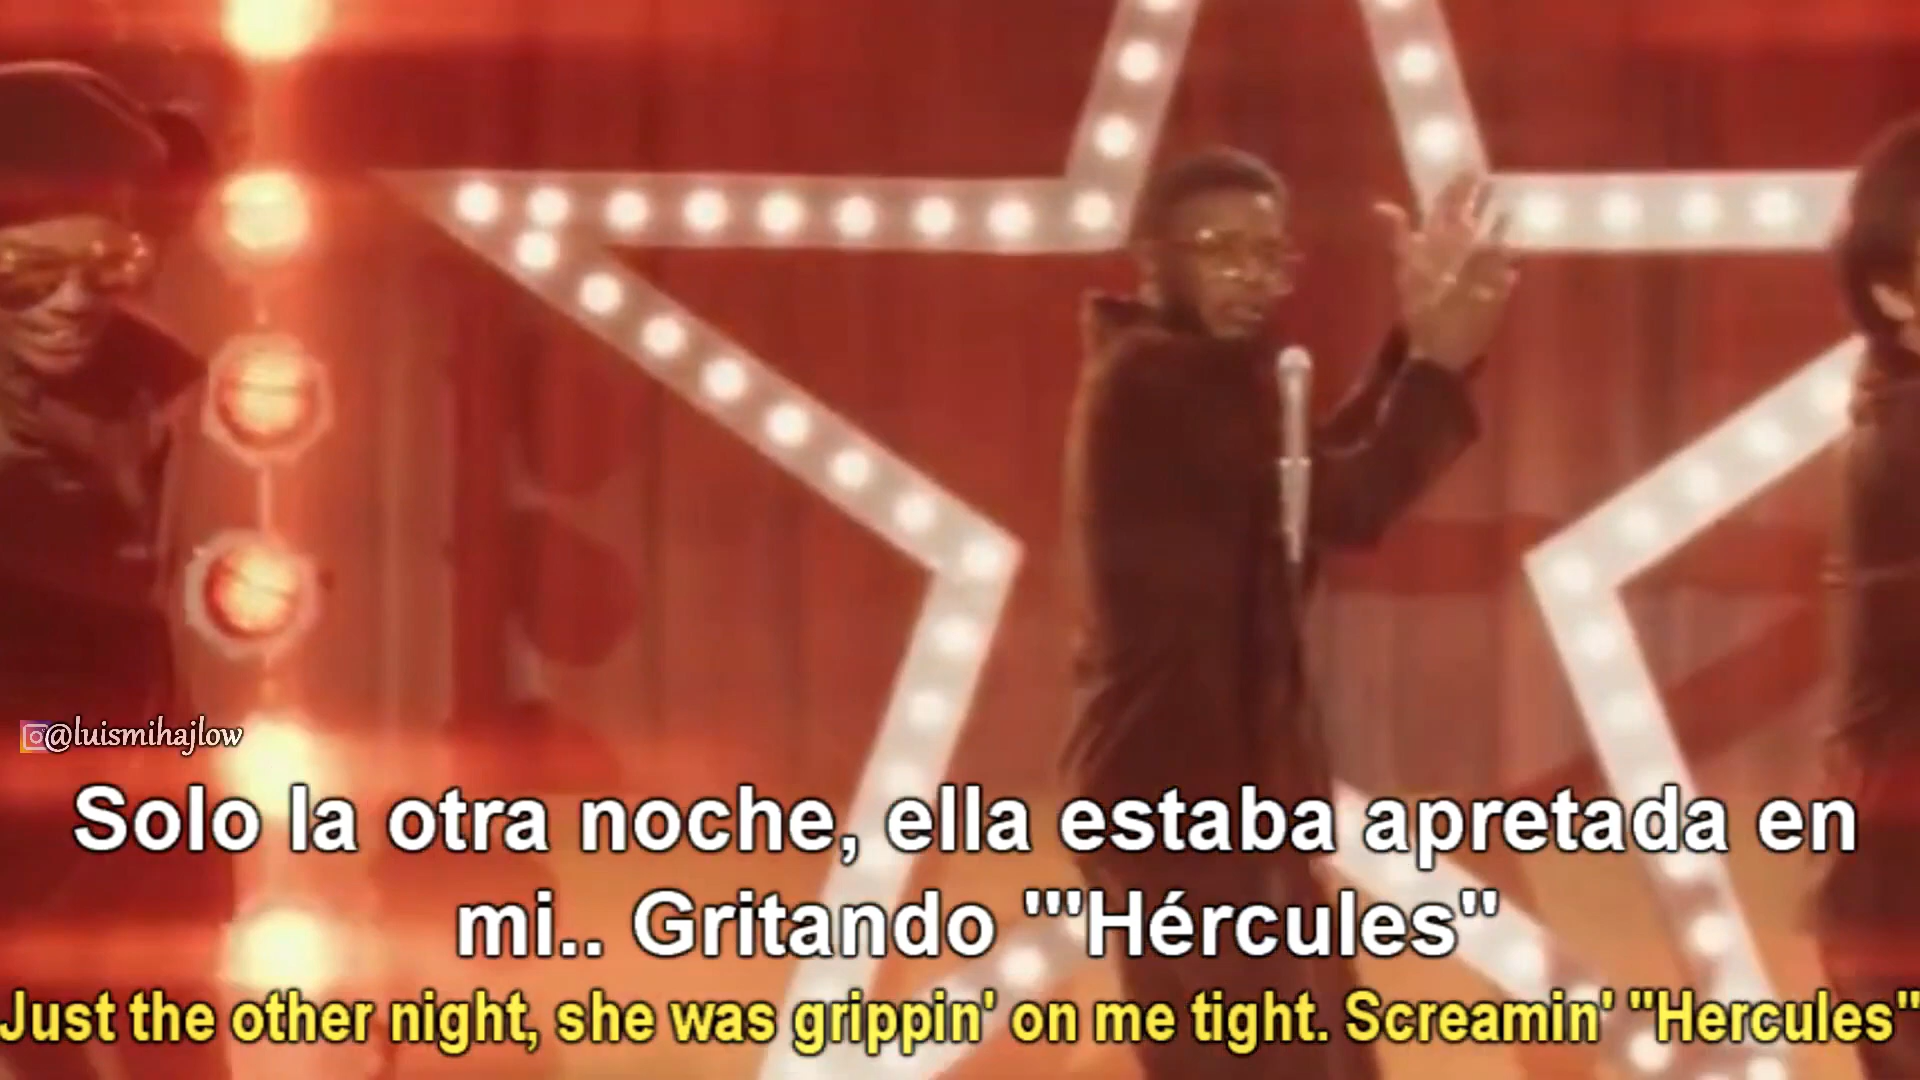 @luismihajlow
Solo la otra noche, ella estaba apretada en
mi.. Gritando '"Hércules"
Just the other night, she was grippin' on me tight. Screamin' "Hercules"